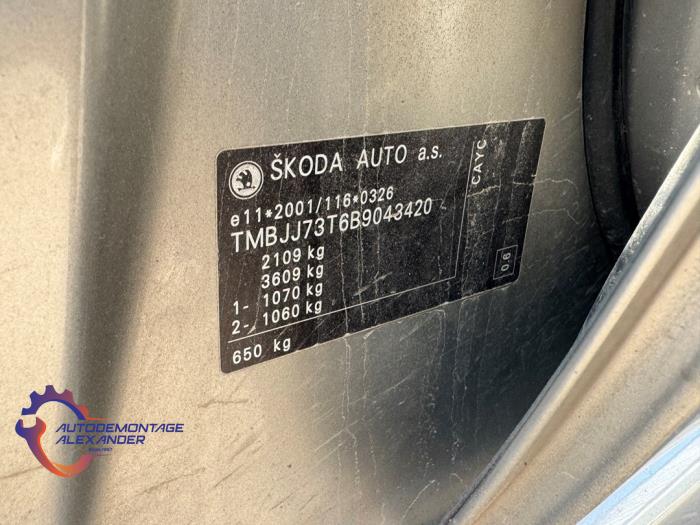 ŠKODA AUTO a.s.
CAYC
e11*2001/116*0326
TMBJJ73T6B9043420
2109 kg
3609 kg
1- 1070 kg
2- 1060 kg
650 kg
0.6
AUTODEMONTAGE
ALEXANDER